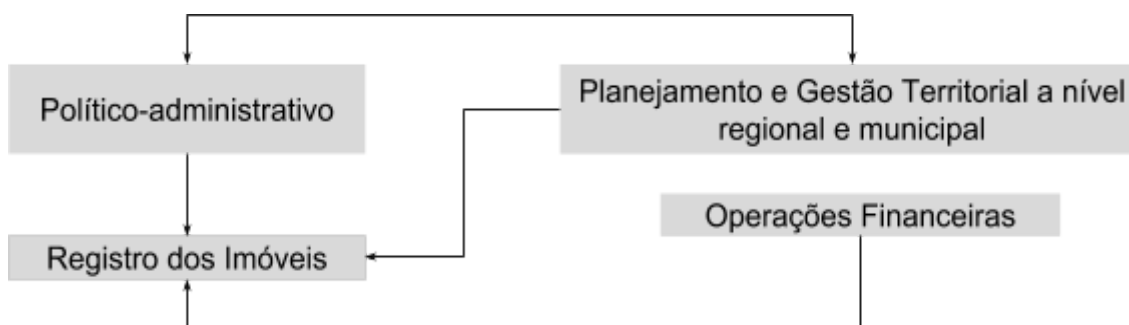 Político-administrativo
Planejamento e Gestão Territorial a nível
regional e municipal
Operações Financeiras
Registro dos Imóveis